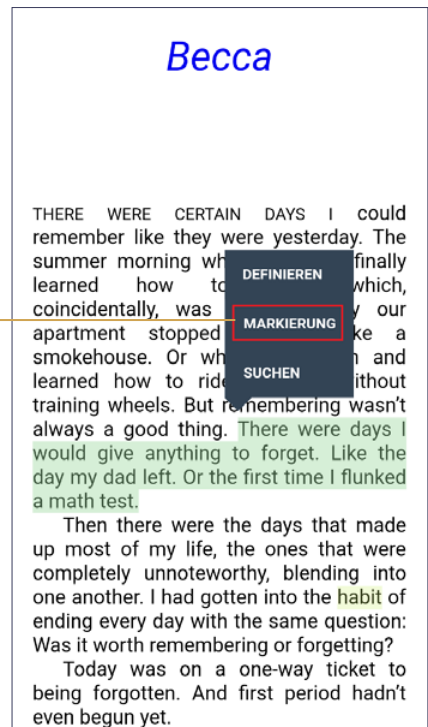 Becca
THERE WERE CERTAIN DAYS I could
remember like they were yesterday. The
summer morning wh finally
learned how to which,
coincidentally, was y our
apartment stopped ke a
smokehouse. Or wh n and
learned how to ride ithout
training wheels. But remembering wasn't
always a good thing. There were days I
would give anything to forget. Like the
day my dad left. Or the first time I flunked
a math test.
Then there were the days that made
up most of my life, the ones that were
completely unnoteworthy, blending into
one another. I had gotten into the habit of
ending every day with the same question:
Was it worth remembering or forgetting?
Today was on a one-way ticket to
being forgotten. And first period hadn't
even begun yet.
DEFINIEREN
MARKIERUNG
SUCHEN